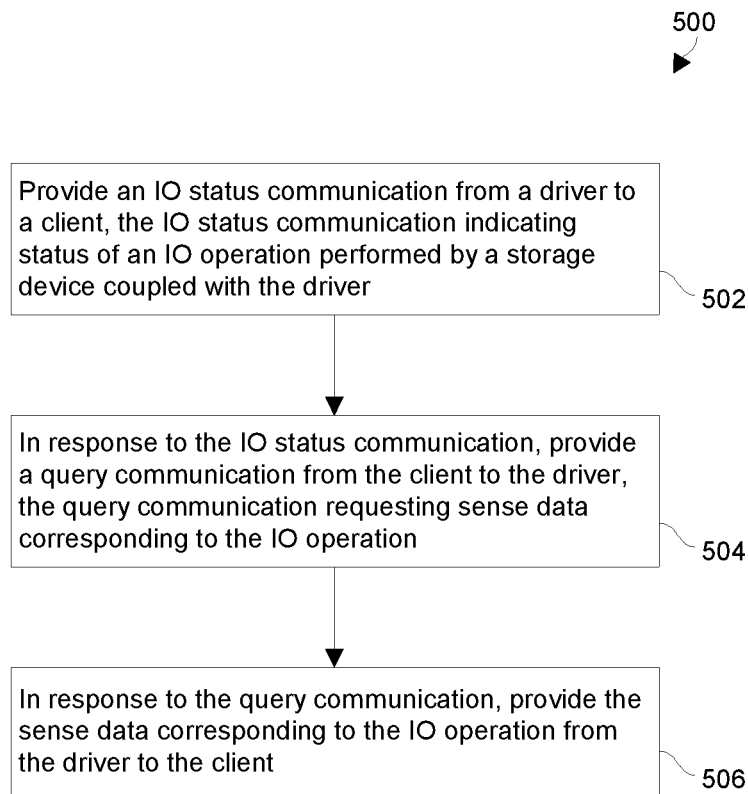 500
Provide an IO status communication from a driver to
a client, the IO status communication indicating
status of an IO operation performed by a storage
device coupled with the driver
502
In response to the IO status communication, provide
a query communication from the client to the driver,
the query communication requesting sense data
corresponding to the IO operation
504
In response to the query communication, provide the
sense data corresponding to the IO operation from
the driver to the client
506